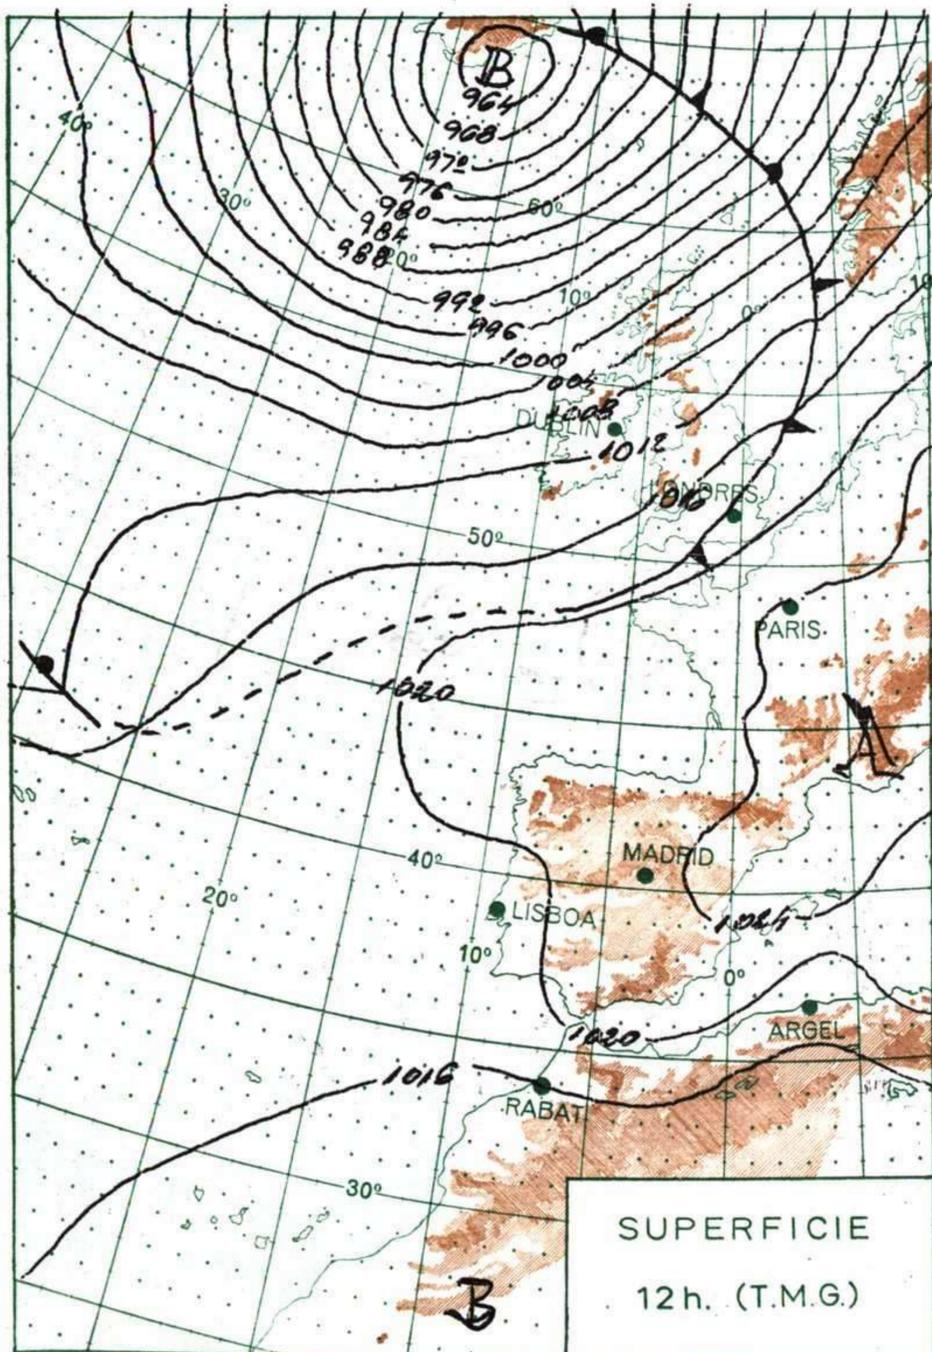 B
964
968
972
976
980
984
988
992
996
1000
1004
1008
1012
1016
40º
30º
20º
60º
10º
0º
10
DUBLIN
LONDRES
50º
PARIS
1020
A
MADRID
40º
20º
LISBOA
1024
10º
0º
ARGEL
1020
1016
RABAT
30º
B
SUPERFICIE
12h. (T.M.G.)